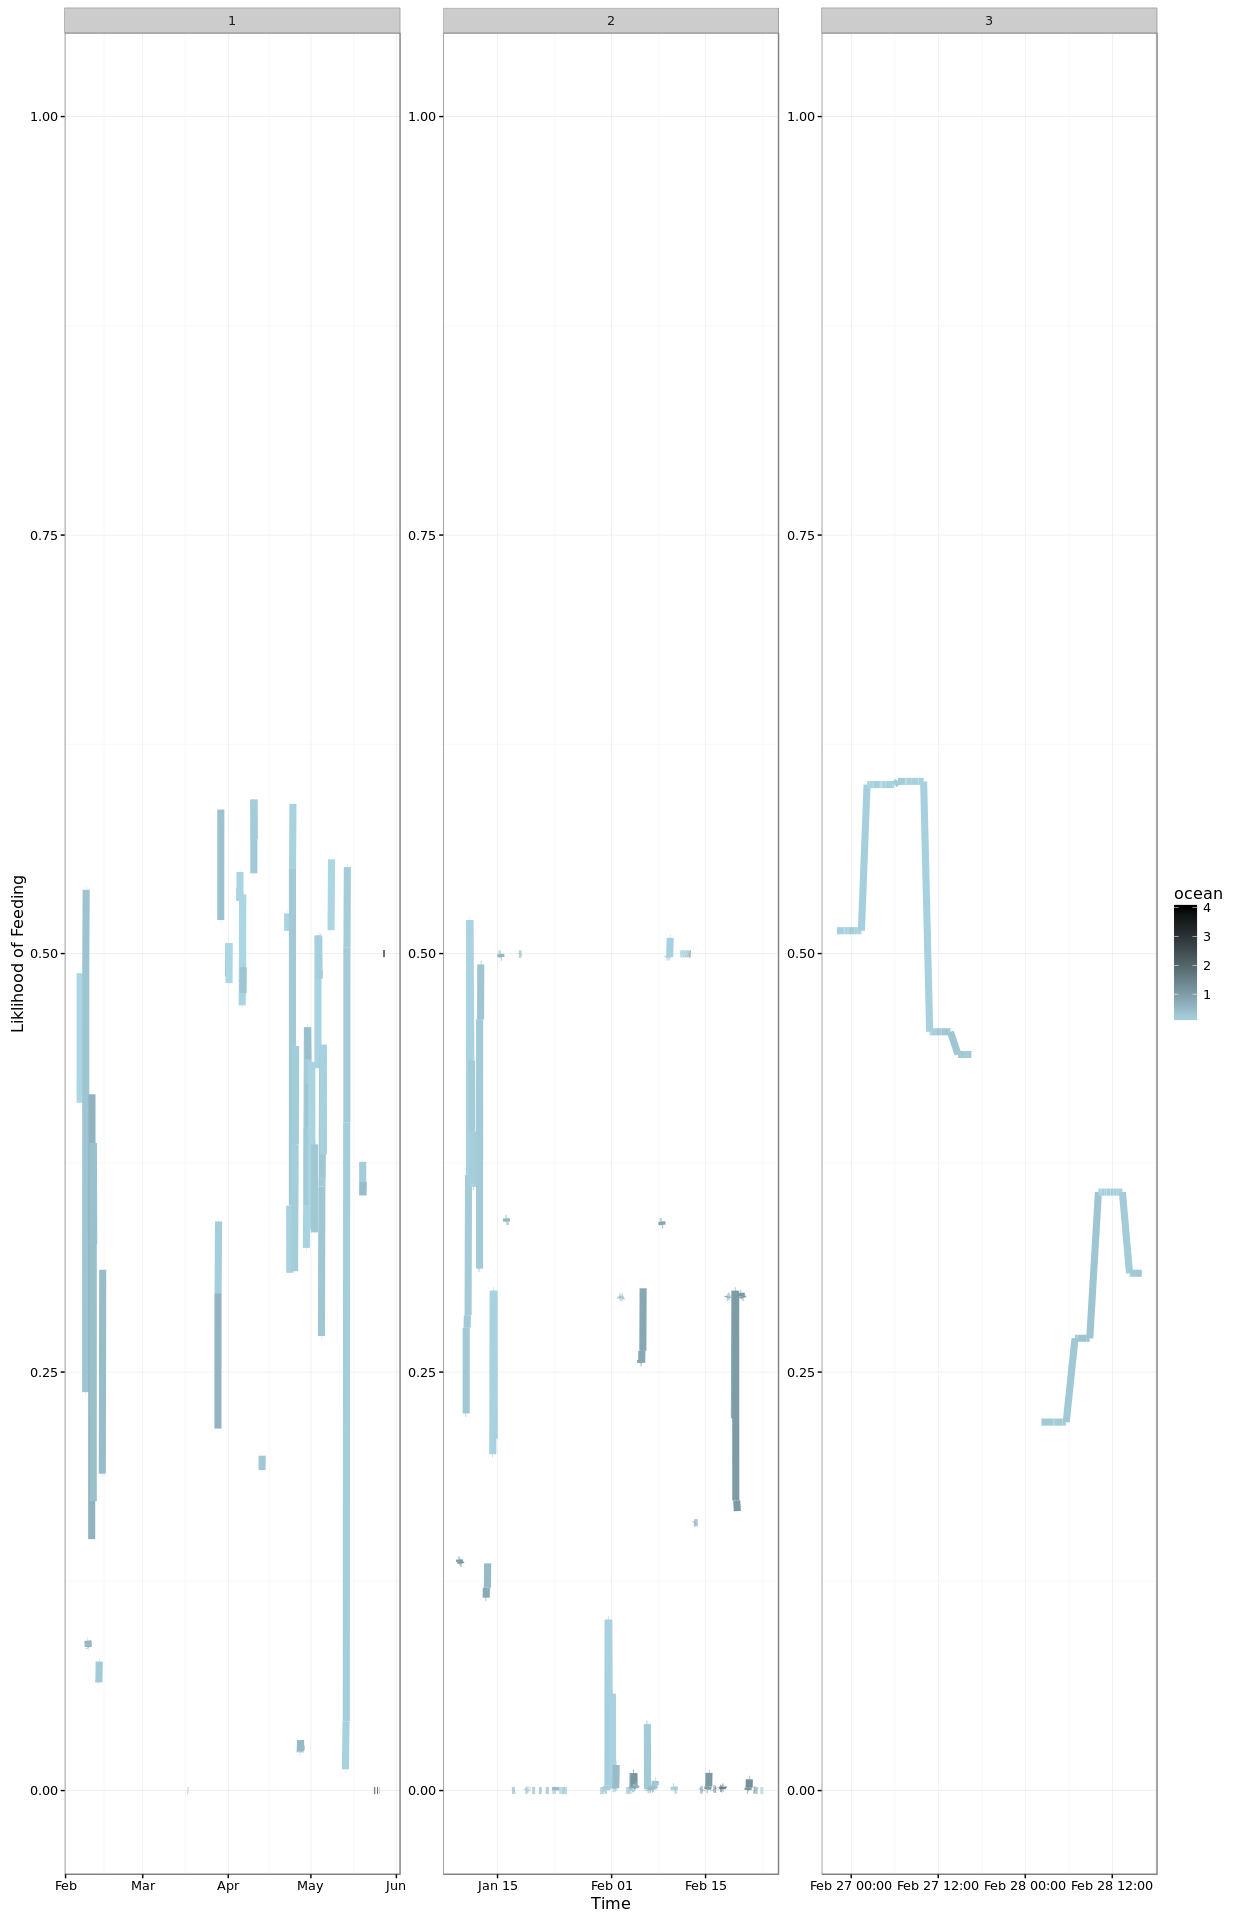 1 2 3
1.00 1.00 1.00
0.75 0.75 0.75
ocean
4
3
2
1
Liklihood of Feeding
0.50 0.50 0.50
0.25 0.25 0.25
0.00 0.00 0.00
Feb Mar Apr May Jun Jan 15 Feb 01 Feb 15 Feb 27 00:00 Feb 27 12:00 Feb 28 00:00 Feb 28 12:00
Time